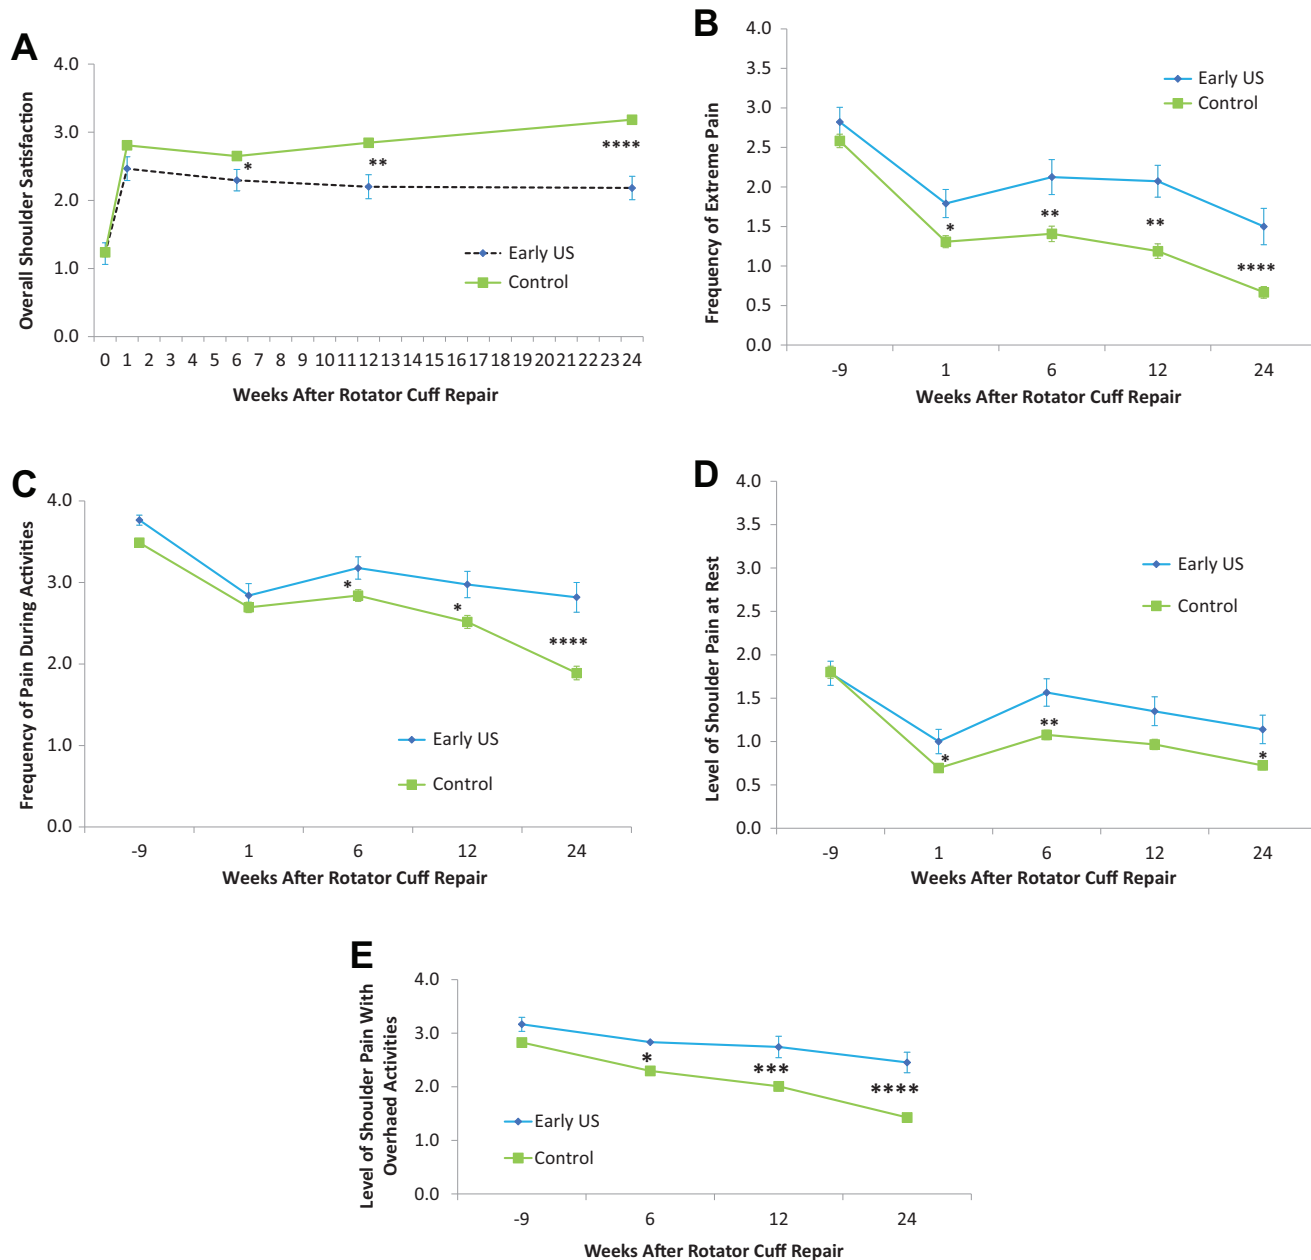 A
Overall Shoulder Satisfaction
4.0
3.0
2.0
1.0
0.0
*
**
****
Early US
Control
0 1 2 3 4 5 6 7 8 9 10 11 12 13 14 15 16 17 18 19 20 21 22 23 24
Weeks After Rotator Cuff Repair
B
Frequency of Extreme Pain
4.0
3.5
3.0
2.5
2.0
1.5
1.0
0.5
0.0
Early US
Control
*
**
**
****
-9 1 6 12 24
Weeks After Rotator Cuff Repair
C
Frequency of Pain During Activities
4.0
3.0
2.0
1.0
0.0
*
*
****
Early US
Control
-9 1 6 12 24
Weeks After Rotator Cuff Repair
D
Level of Shoulder Pain at Rest
4.0
3.5
3.0
2.5
2.0
1.5
1.0
0.5
0.0
Early US
Control
*
**
*
-9 1 6 12 24
Weeks After Rotator Cuff Repair
E
Level of Shoulder Pain With
Overhaed Activities
4.0
3.0
2.0
1.0
0.0
*
***
****
Early US
Control
-9 6 12 24
Weeks After Rotator Cuff Repair